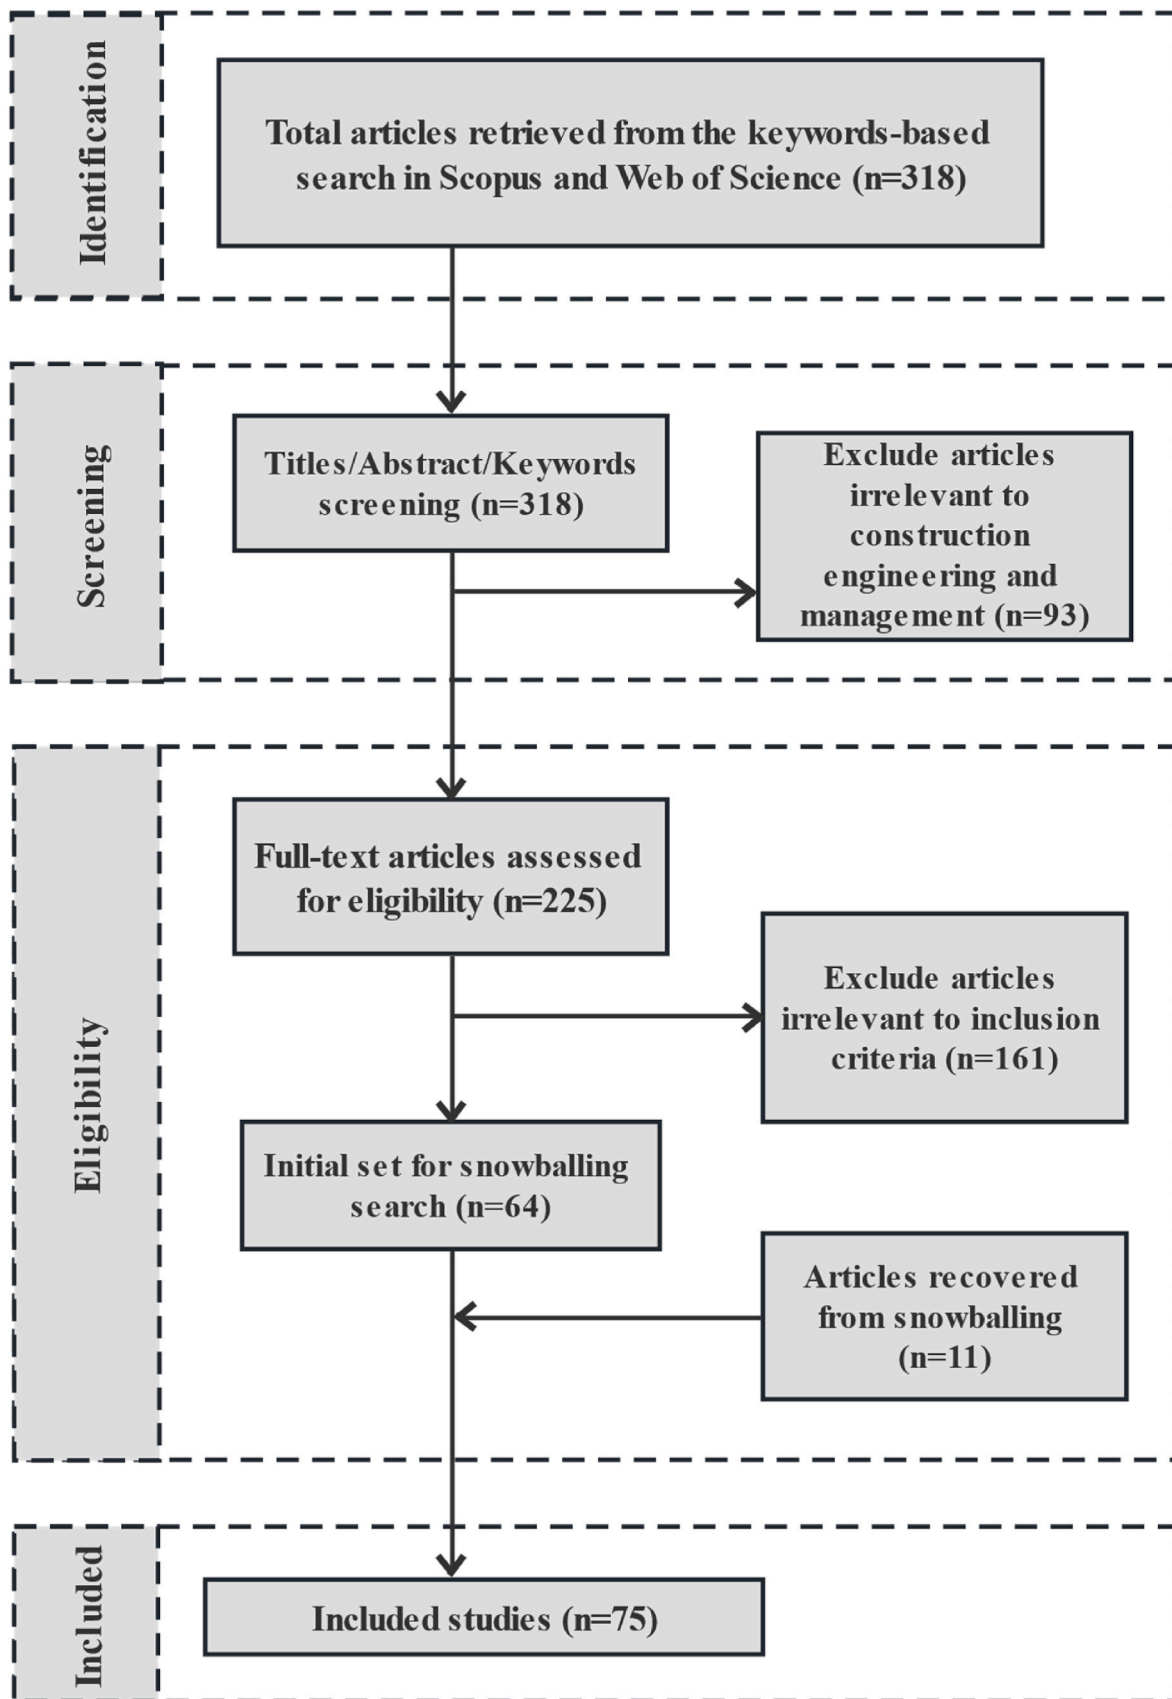 Identification
Total articles retrieved from the keywords-based
search in Scopus and Web of Science (n=318)
Screening
Titles/Abstract/Keywords
screening (n=318)
Exclude articles
irrelevant to
construction
engineering and
management (n=93)
Eligibility
Full-text articles assessed
for eligibility (n=225)
Exclude articles
irrelevant to inclusion
criteria (n=161)
Initial set for snowballing
search (n=64)
Articles recovered
from snowballing
(n=11)
Included
Included studies (n=75)